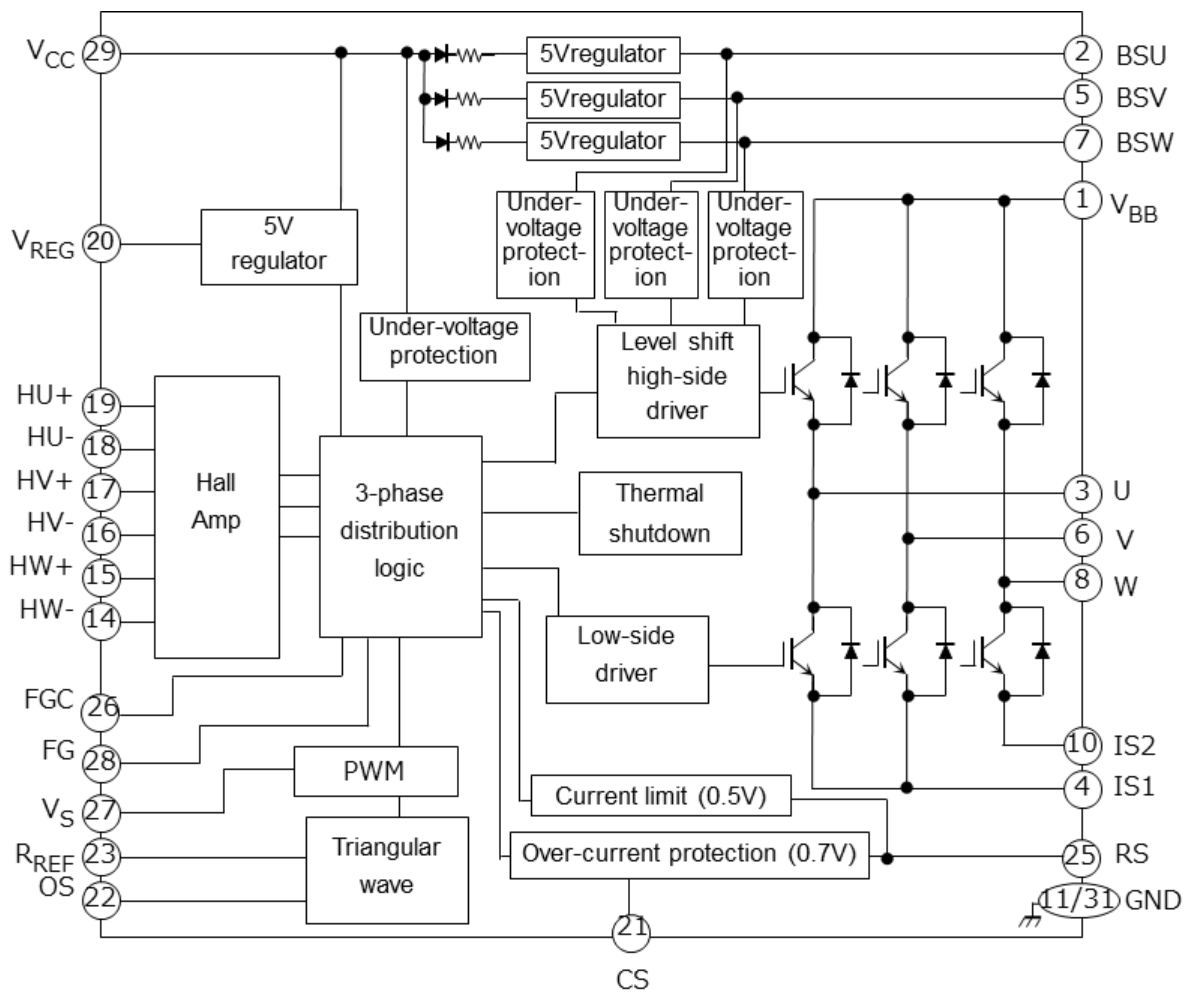 VCC 29 5Vregulator 2 BSU
5Vregulator 5 BSV
5Vregulator 7 BSW
1 VBB
Under-
voltage
protect-
ion
Under-
voltage
protect-
ion
Under-
voltage
protect-
ion
VREG 20
5V
regulator
Under-voltage
protection
Level shift
high-side
driver
HU+ 19
HU- 18
HV+ 17
HV- 16
HW+ 15
HW- 14
Hall
Amp
3-phase
distribution
logic
Thermal
shutdown
3 U
6 V
8 W
Low-side
driver
FGC 26
FG 28
VS 27
RREF 23
OS 22
PWM
Triangular
wave
10 IS2
4 IS1
Current limit (0.5V)
Over-current protection (0.7V)
25 RS
11/31 GND
21
CS